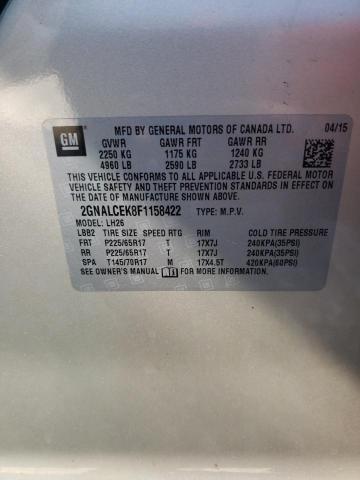 GM
MFD BY GENERAL MOTORS OF CANADA LTD. 04/15
GVWR GAWR FRT GAWR RR
2250 KG 1175 KG 1240 KG
4960 LB 2590 LB 2733 LB
THIS VEHICLE CONFORMS TO ALL APPLICABLE U.S. FEDERAL MOTOR
VEHICLE SAFETY, BUMPER, AND THEFT PREVENTION STANDARDS
IN EFFECT ON THE DATE OF MANUFACTURE SHOWN ABOVE.
2GNALCEK8F1158422 TYPE: M.P.V.
MODEL: LH26
LBB2 TIRE SIZE SPEED RTG RIM COLD TIRE PRESSURE
FRT P225/65R17 T 17X7J 240KPA(35PSI)
RR P225/65R17 T 17X7J 240KPA(35PSI)
SPA T145/70R17 M 17X4.5T 420KPA(60PSI)
SEE OWNER'S MANUAL FOR ADDITIONAL INFORMATION.